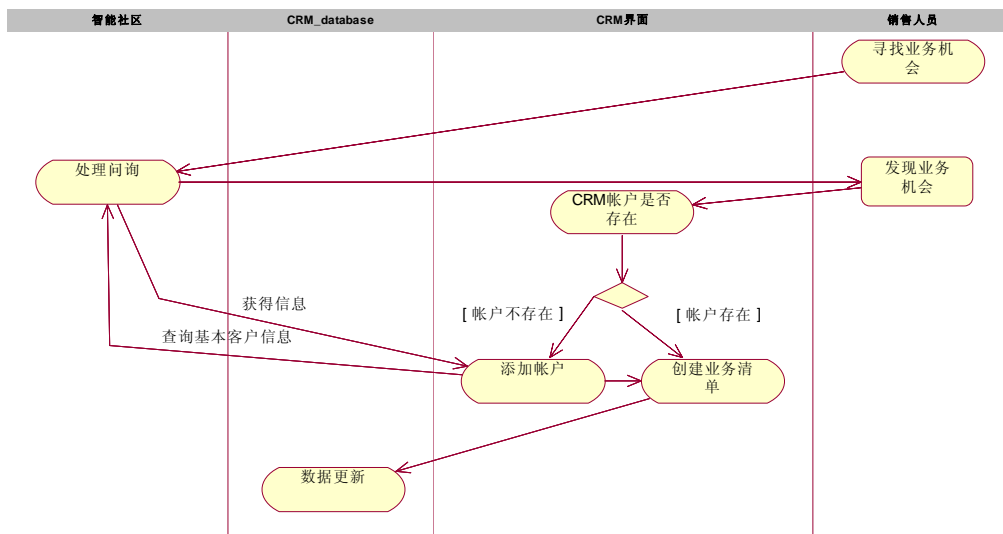 智能社区
CRM_database
CRM界面
销售人员
寻找业务机
会
处理问询
发现业务
机会
CRM帐户是否
存在
获得信息
[ 帐户不存在 ]
[ 帐户存在 ]
查询基本客户信息
添加帐户
创建业务清
单
数据更新